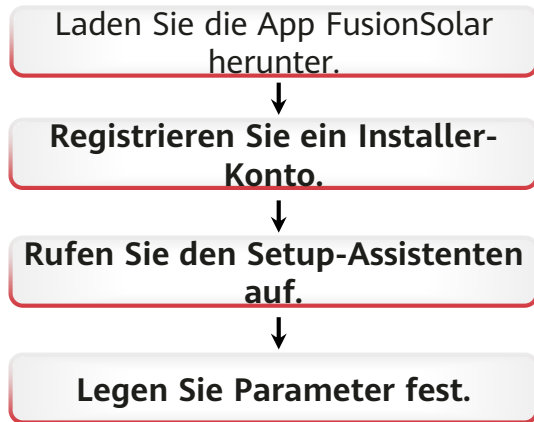 Laden Sie die App FusionSolar
herunter.
Registrieren Sie ein Installer-
Konto.
Rufen Sie den Setup-Assistenten
auf.
Legen Sie Parameter fest.